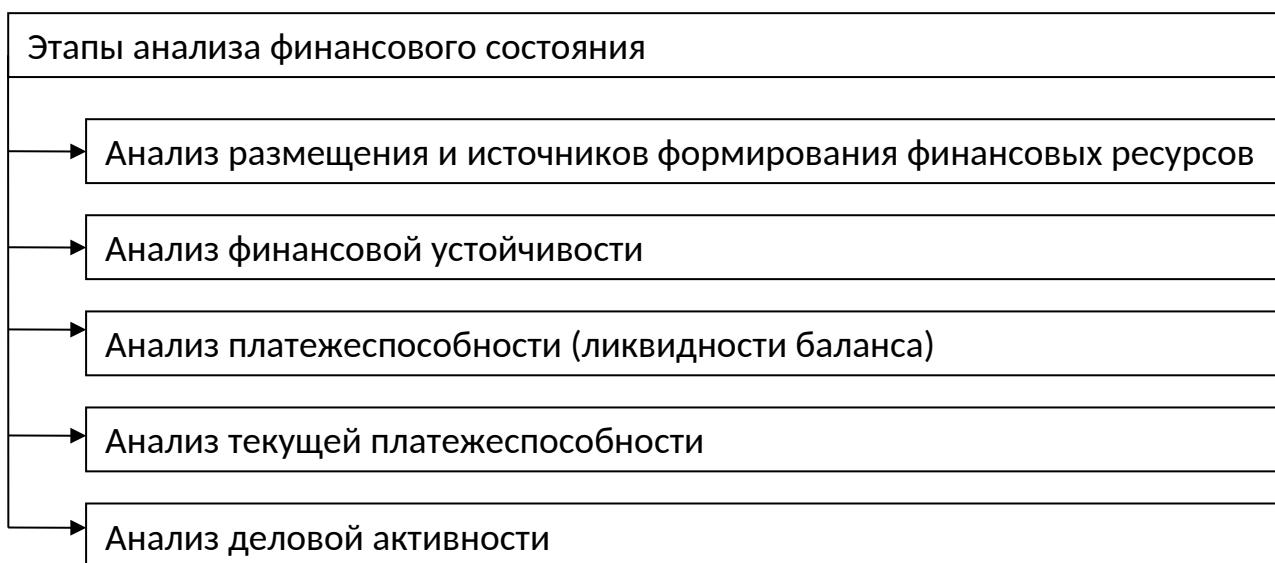 Этапы анализа финансового состояния
Анализ размещения и источников формирования финансовых ресурсов
Анализ финансовой устойчивости
Анализ платежеспособности (ликвидности баланса)
Анализ текущей платежеспособности
Анализ деловой активности